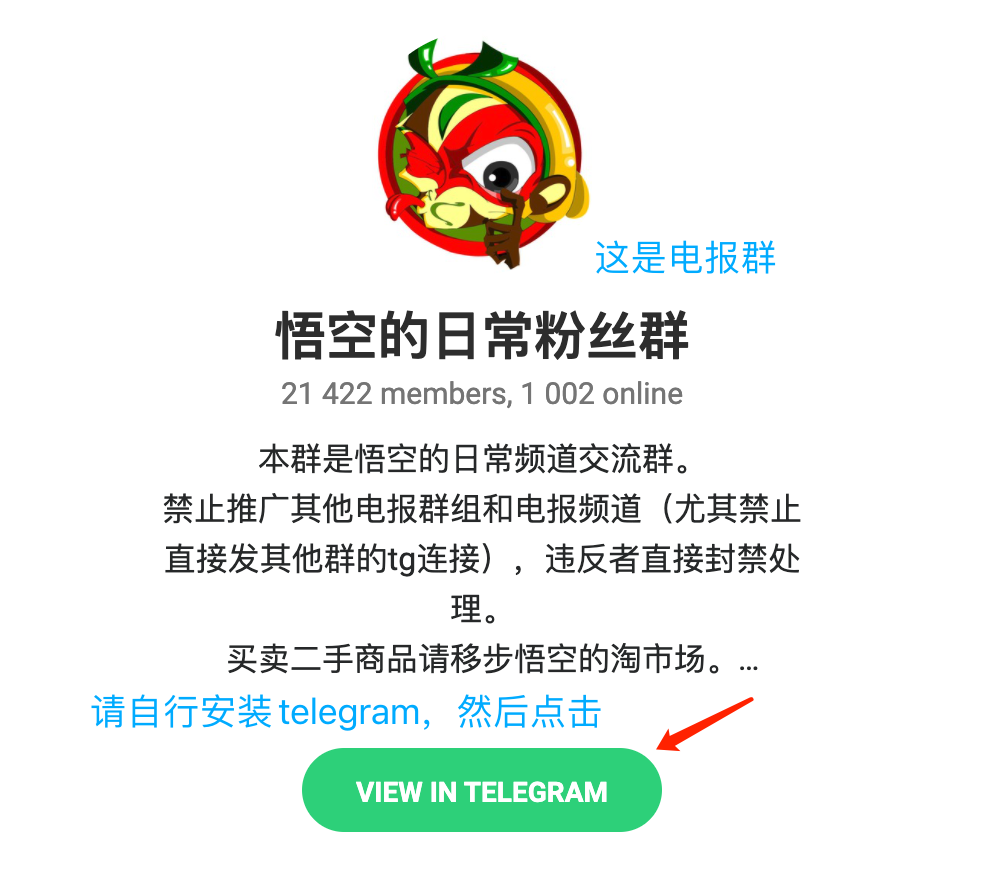 这是电报群
悟空的日常粉丝群
21 422 members, 1 002 online
本群是悟空的日常频道交流群。
禁止推广其他电报群组和电报频道（尤其禁止
直接发其他群的tg连接），违反者直接封禁处
理。
买卖二手商品请移步悟空的淘市场。...
请自行安装telegram，然后点击
VIEW IN TELEGRAM